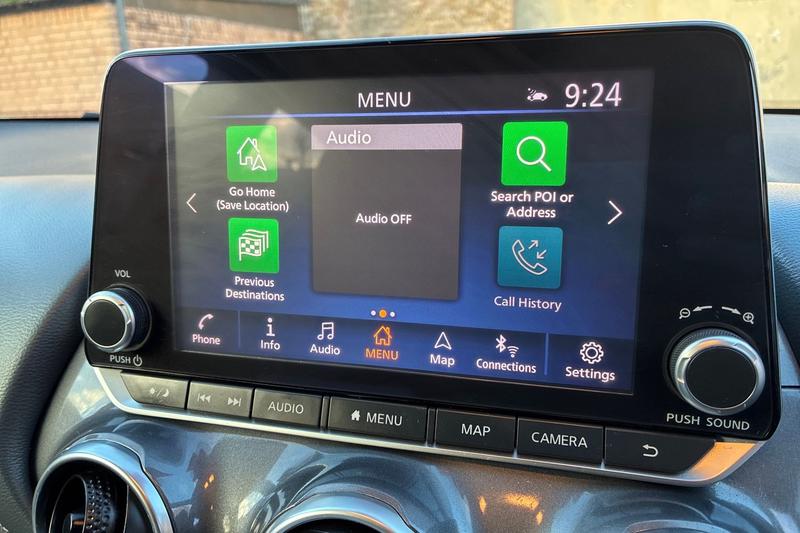 MENU
9:24
Audio
Audio OFF
Go Home
(Save Location)
Previous
Destinations
Search POI or
Address
Call History
Phone
Info
Audio
MENU
Map
Connections
Settings
VOL
PUSH
PUSH SOUND
AUDIO
MENU
MAP
CAMERA